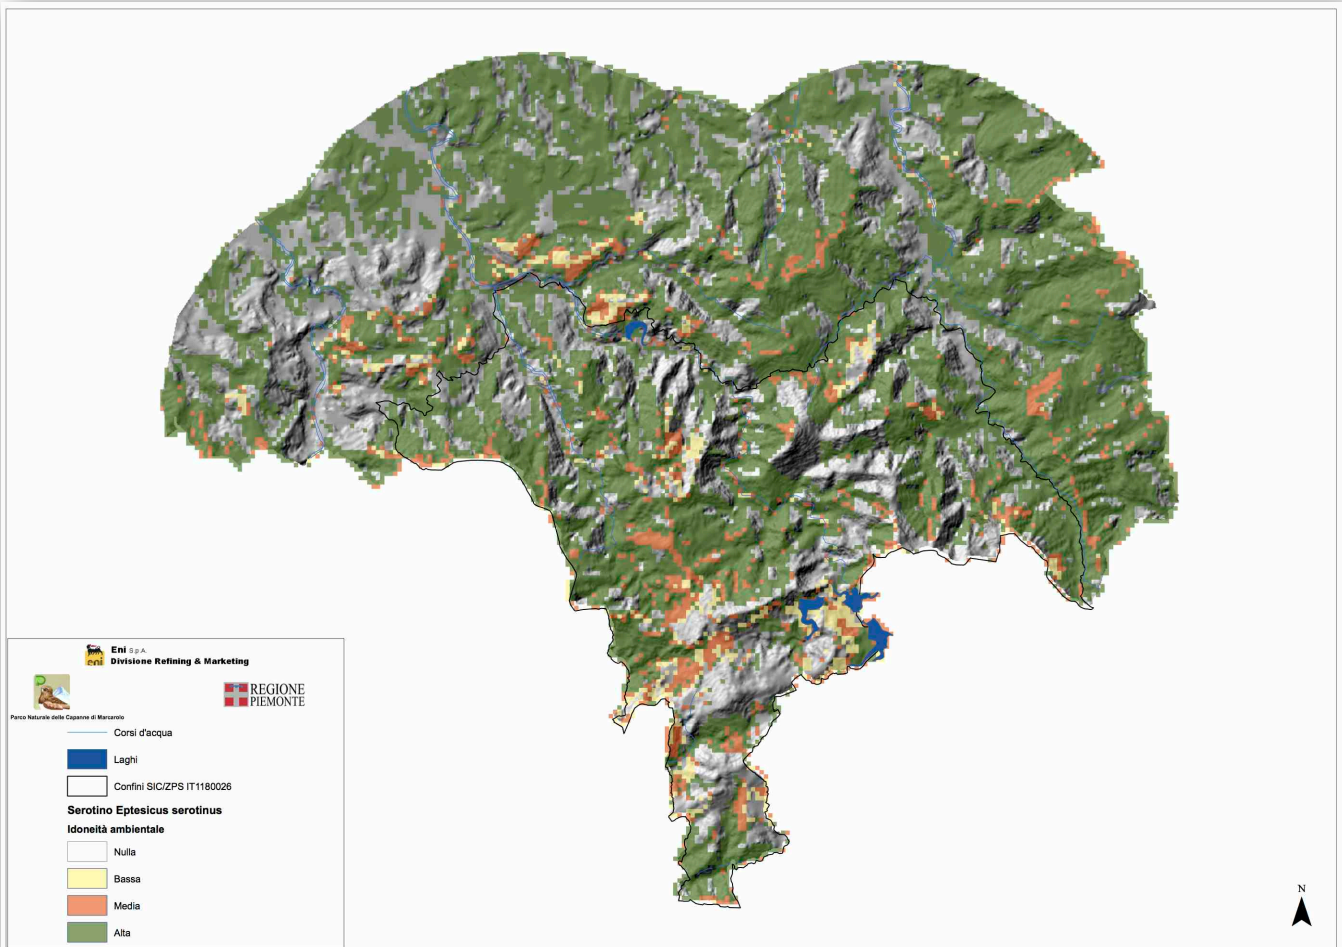 N
Eni S.p.A.
eni
Divisione Refining & Marketing
REGIONE
PIEMONTE
Parco Naturale delle Capanne di Marcarolo
Corsi d'acqua
Laghi
Confini SIC/ZPS IT1180026
Serotino Eptesicus serotinus
Idoneità ambientale
Nulla
Bassa
Media
Alta